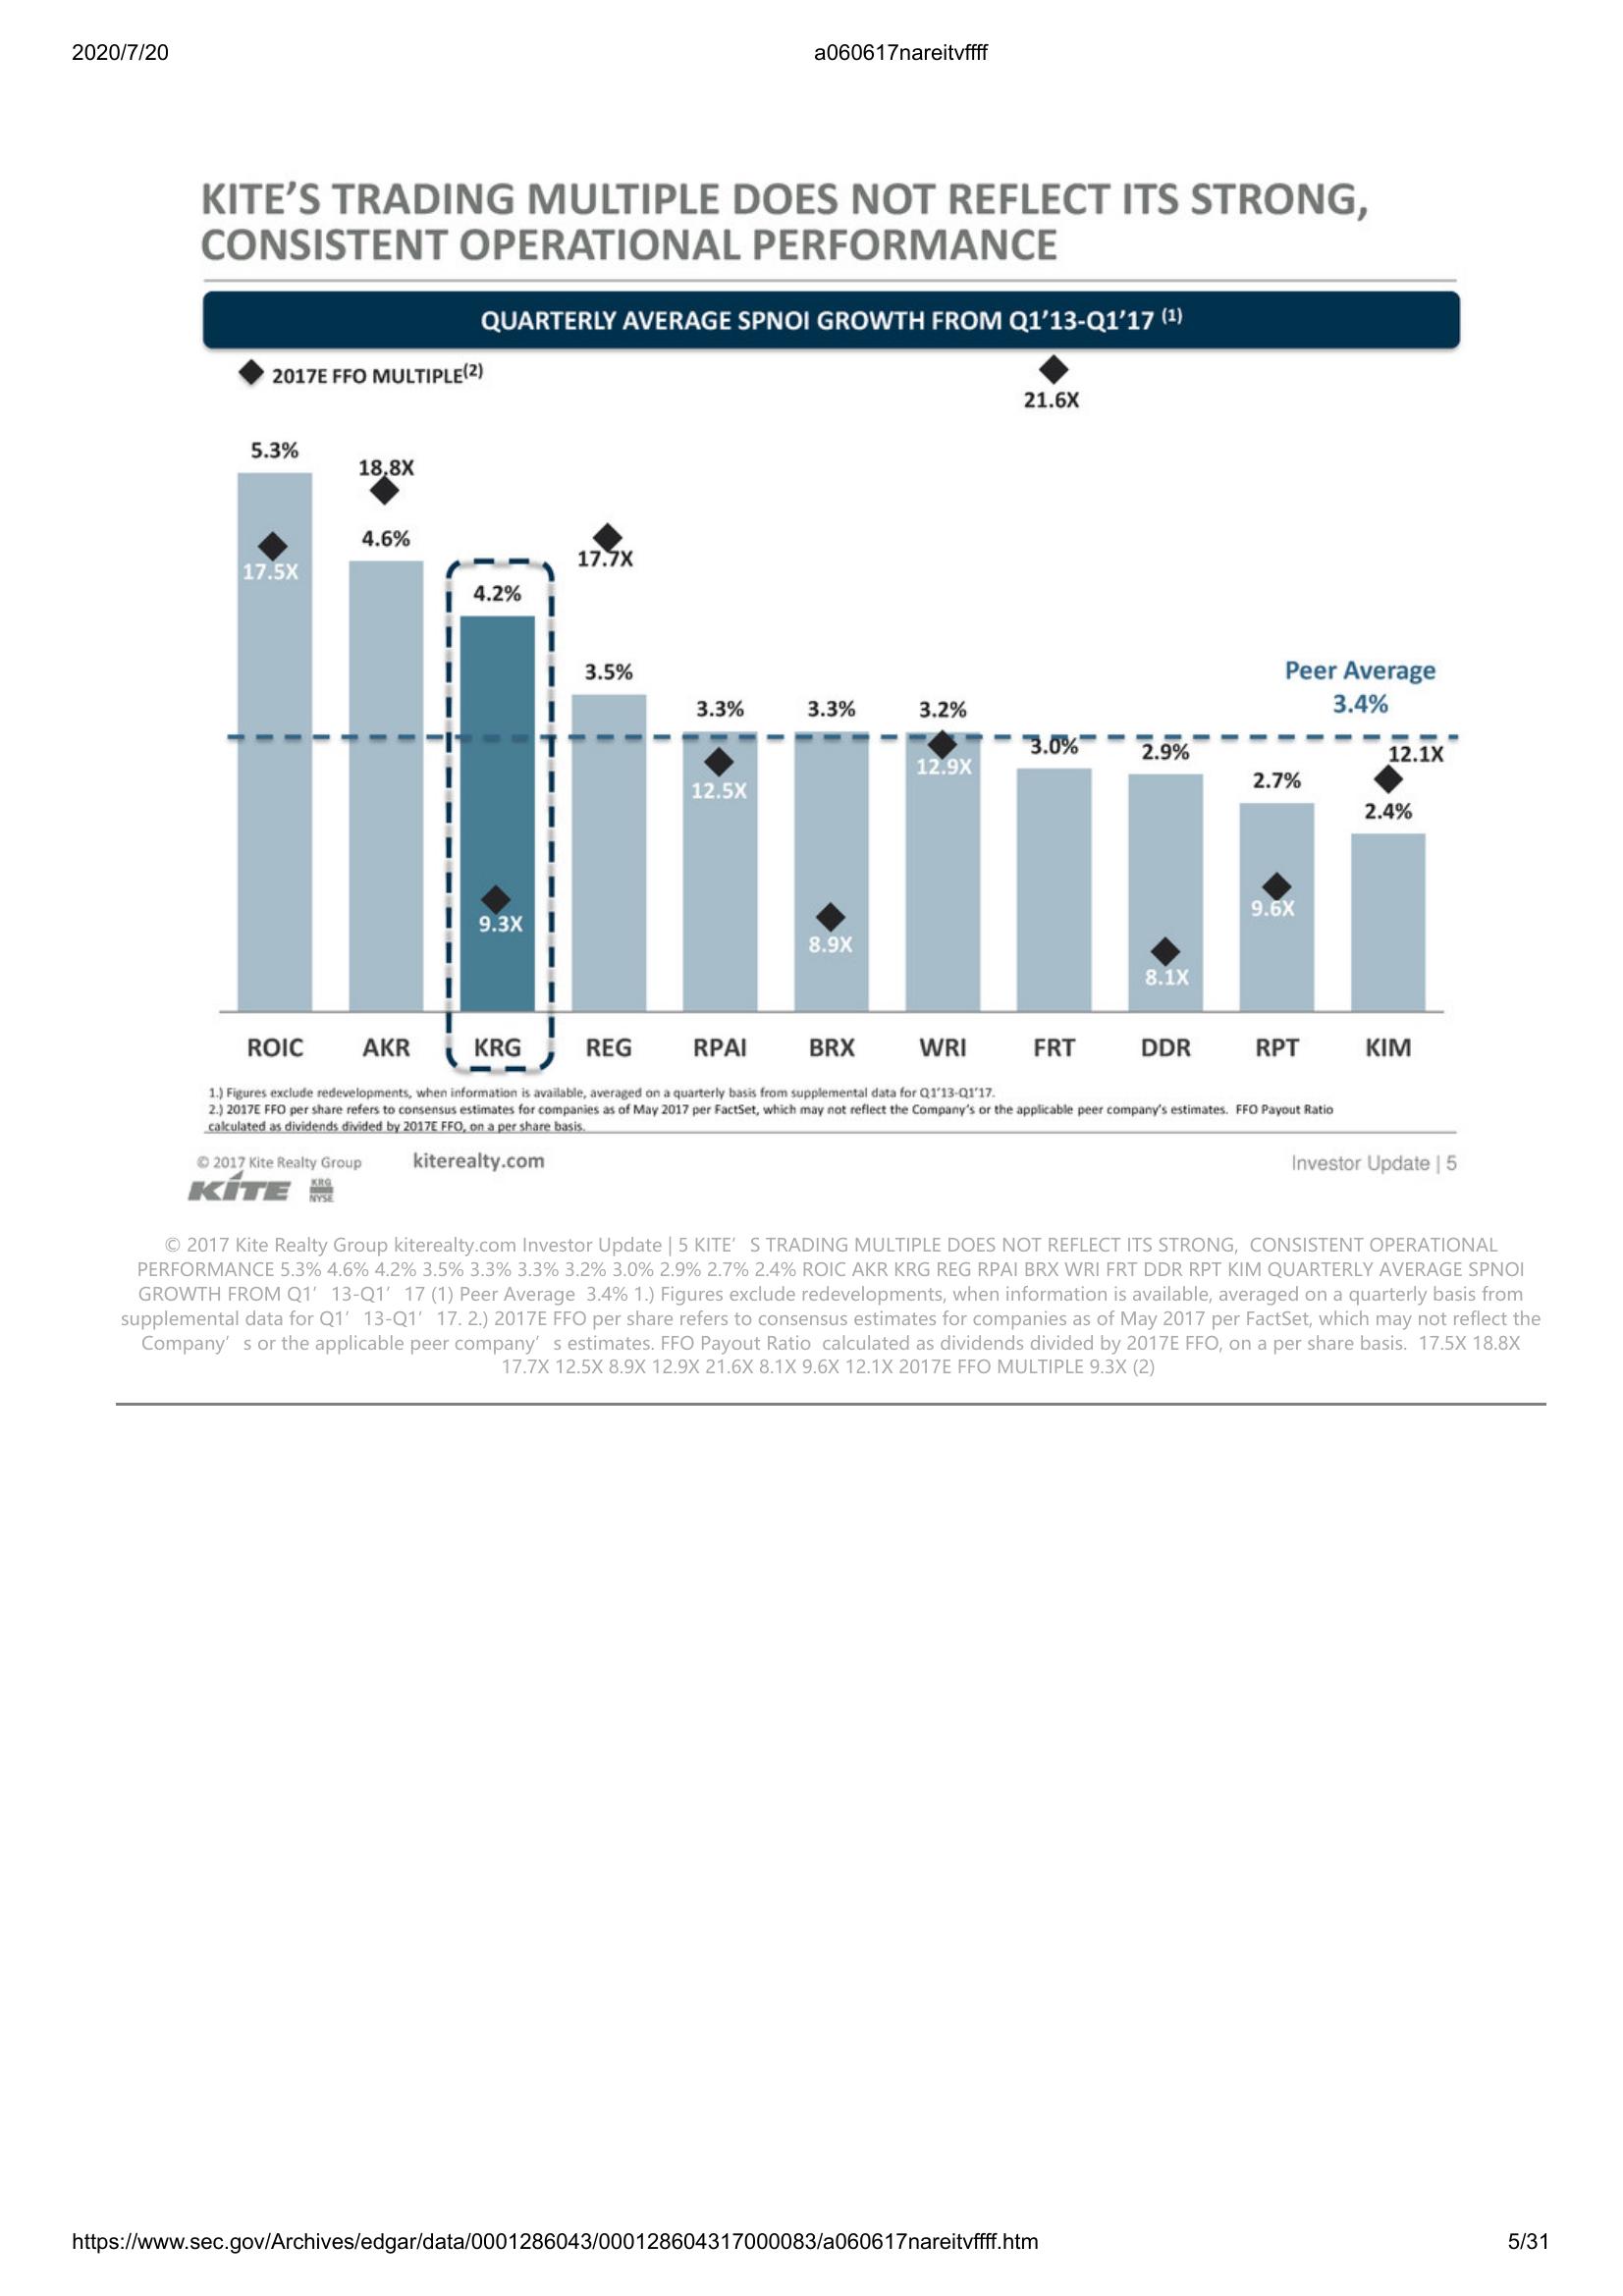 2020/7/20
a060617nareitvffff
KITE’S TRADING MULTIPLE DOES NOT REFLECT ITS STRONG,
CONSISTENT OPERATIONAL PERFORMANCE
QUARTERLY AVERAGE SPNOI GROWTH FROM Q1’13-Q1’17 (1)
2017E FFO MULTIPLE(2)
21.6X
5.3%
18.8X
4.6%
17.5X
17.7X
4.2%
3.5%
Peer Average
3.4%
3.3%
3.3%
3.2%
3.0%
2.9%
12.1X
12.9X
12.5X
2.7%
2.4%
9.6X
9.3X
8.9X
8.1X
ROIC AKR KRG REG RPAI BRX WRI FRT DDR RPT KIM
1.) Figures exclude redevelopments, when information is available, averaged on a quarterly basis from supplemental data for Q1’13-Q1’17.
2.) 2017E FFO per share refers to consensus estimates for companies as of May 2017 per FactSet, which may not reflect the Company’s or the applicable peer company’s estimates. FFO Payout Ratio
calculated as dividends divided by 2017E FFO, on a per share basis.
© 2017 Kite Realty Group
kiterealty.com
Investor Update | 5
KITE
KRG
NYSE
© 2017 Kite Realty Group kiterealty.com Investor Update | 5 KITE’S TRADING MULTIPLE DOES NOT REFLECT ITS STRONG, CONSISTENT OPERATIONAL
PERFORMANCE 5.3% 4.6% 4.2% 3.5% 3.3% 3.3% 3.2% 3.0% 2.9% 2.7% 2.4% ROIC AKR KRG REG RPAI BRX WRI FRT DDR RPT KIM QUARTERLY AVERAGE SPNOI
GROWTH FROM Q1’13-Q1’17 (1) Peer Average 3.4% 1.) Figures exclude redevelopments, when information is available, averaged on a quarterly basis from
supplemental data for Q1’13-Q1’17. 2.) 2017E FFO per share refers to consensus estimates for companies as of May 2017 per FactSet, which may not reflect the
Company’s or the applicable peer company’s estimates. FFO Payout Ratio calculated as dividends divided by 2017E FFO, on a per share basis. 17.5X 18.8X
17.7X 12.5X 8.9X 12.9X 21.6X 8.1X 9.6X 12.1X 2017E FFO MULTIPLE 9.3X (2)
https://www.sec.gov/Archives/edgar/data/0001286043/000128604317000083/a060617nareitvffff.htm
5/31